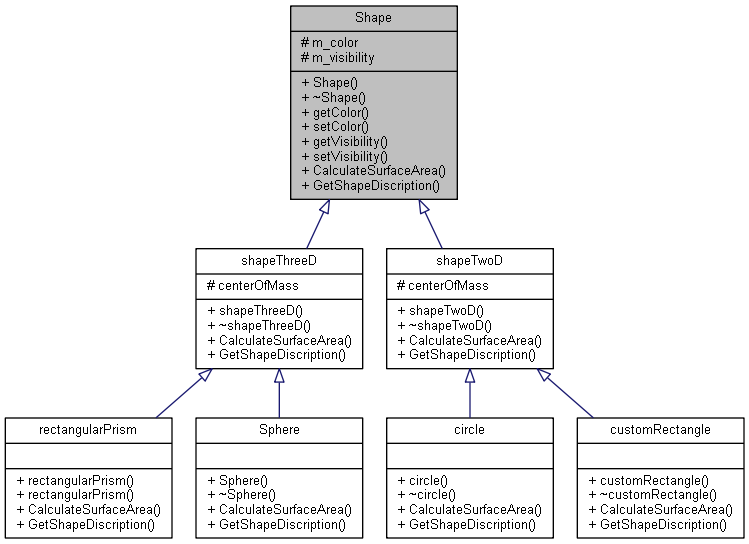 Shape
# m_color
# m_visibility
+ Shape()
+ ~Shape()
+ getColor()
+ setColor()
+ getVisibility()
+ setVisibility()
+ CalculateSurfaceArea()
+ GetShapeDiscription()
shapeThreeD
# centerOfMass
+ shapeThreeD()
+ ~shapeThreeD()
+ CalculateSurfaceArea()
+ GetShapeDiscription()
shapeTwoD
# centerOfMass
+ shapeTwoD()
+ ~shapeTwoD()
+ CalculateSurfaceArea()
+ GetShapeDiscription()
rectangularPrism
+ rectangularPrism()
+ rectangularPrism()
+ CalculateSurfaceArea()
+ GetShapeDiscription()
Sphere
+ Sphere()
+ ~Sphere()
+ CalculateSurfaceArea()
+ GetShapeDiscription()
circle
+ circle()
+ ~circle()
+ CalculateSurfaceArea()
+ GetShapeDiscription()
customRectangle
+ customRectangle()
+ ~customRectangle()
+ CalculateSurfaceArea()
+ GetShapeDiscription()